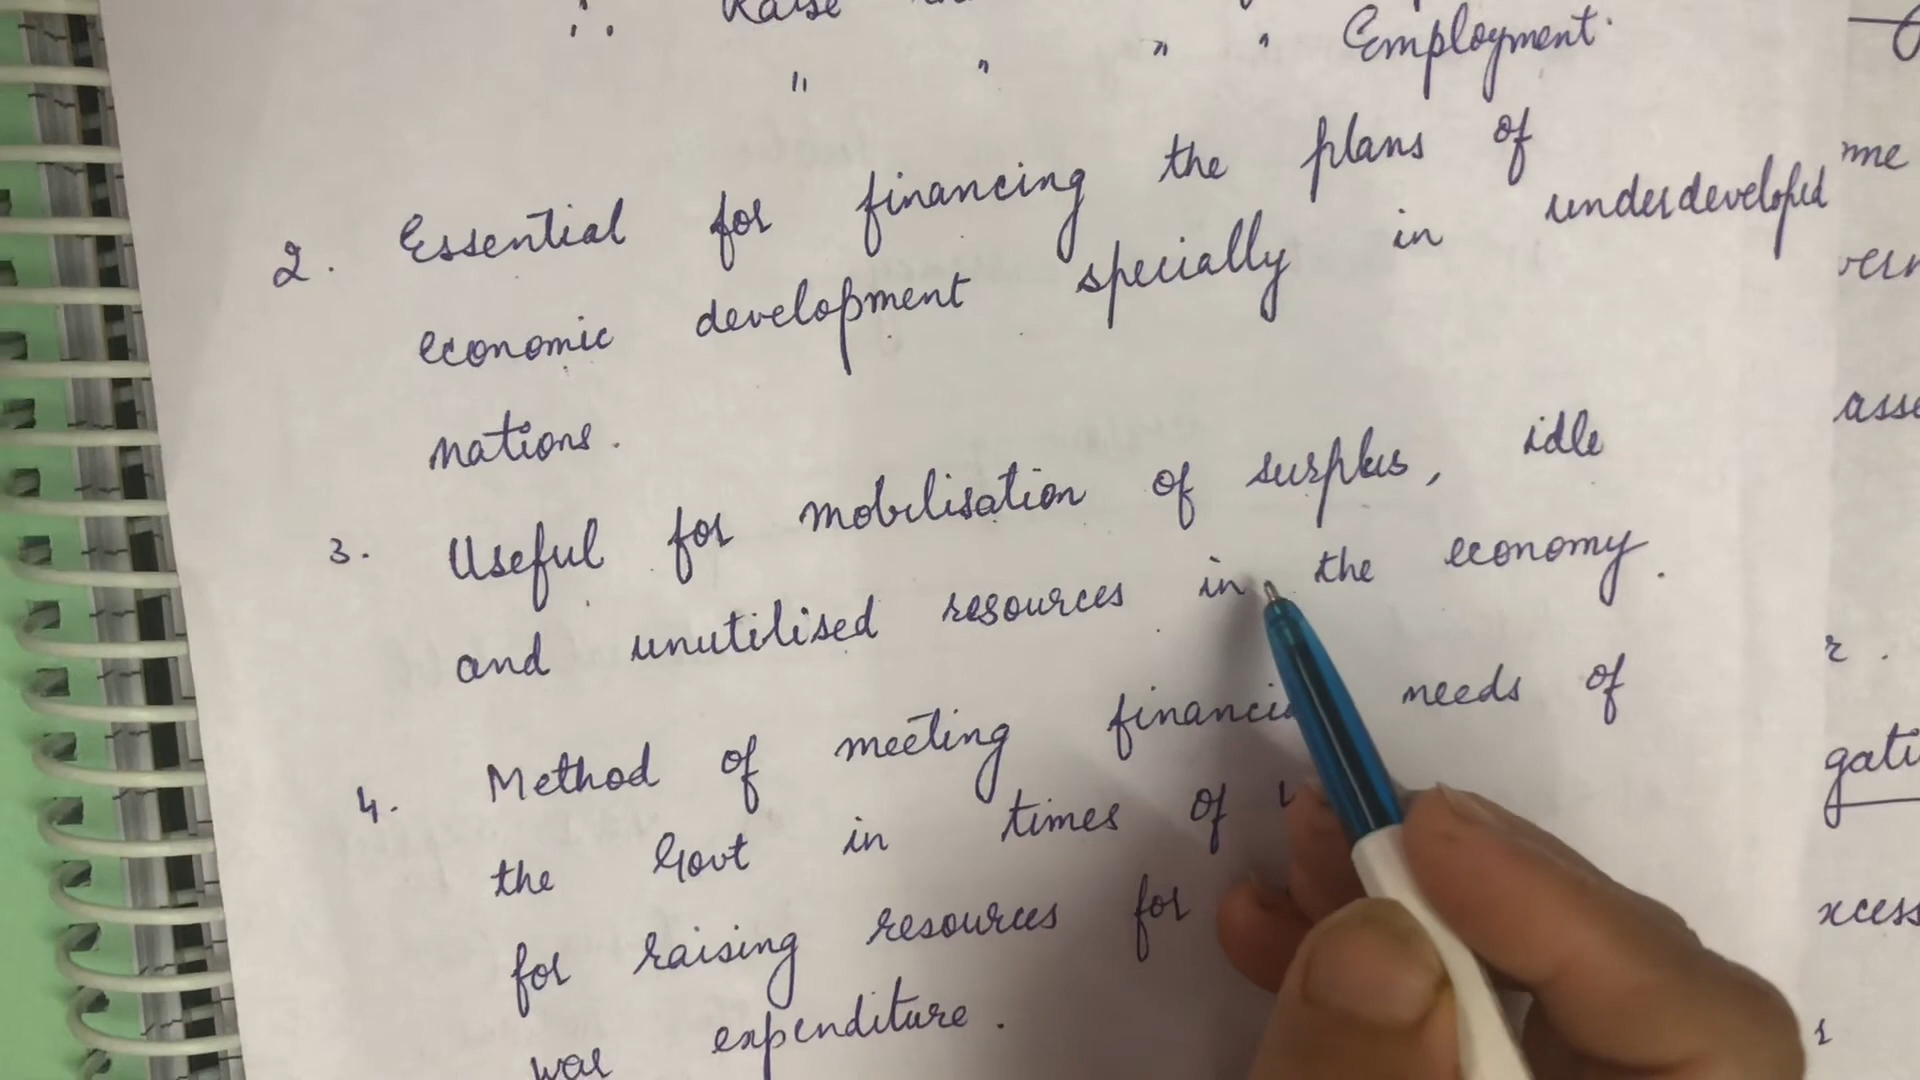 ∴ Raise
" " " " Employment.
2. Essential for financing the plans of
economic development specially in underdeveloped
nations.
3. Useful for mobilisation of surplus, idle
and unutilised resources in the economy.
4. Method of meeting needs of
the Govt in times of
for raising resources for
war expenditure.